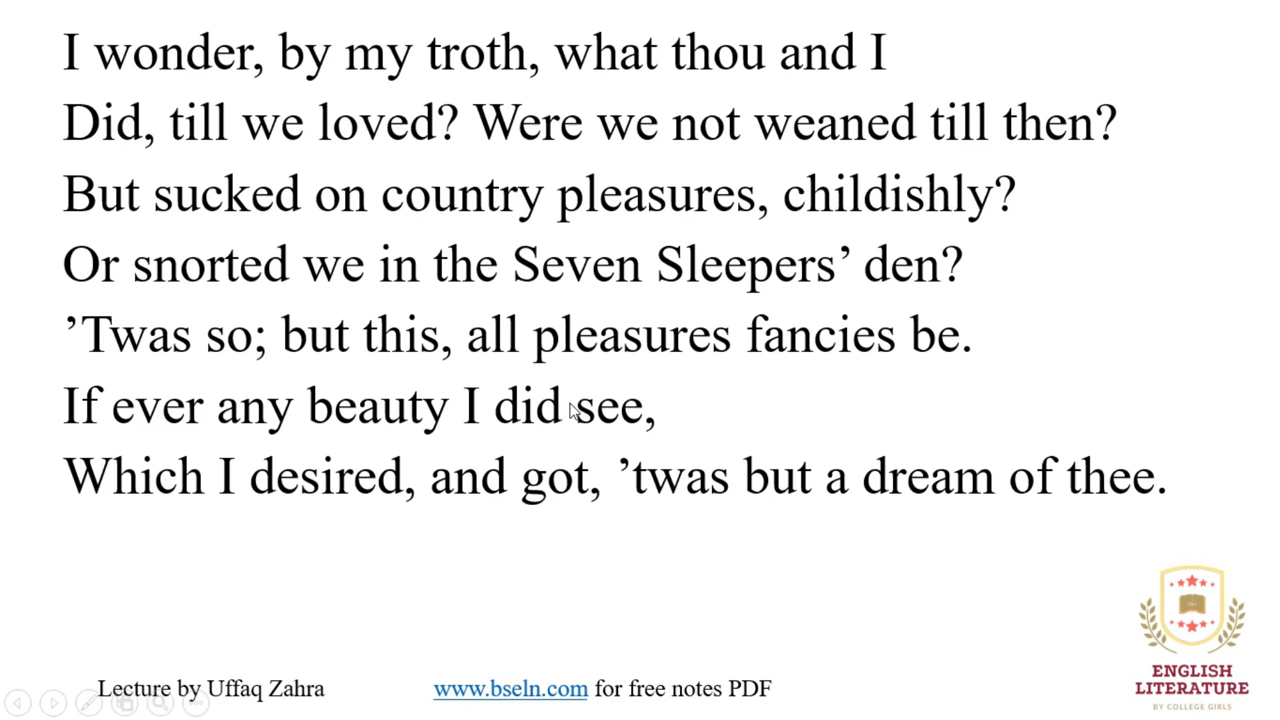 I wonder, by my troth, what thou and I
Did, till we loved? Were we not weaned till then?
But sucked on country pleasures, childishly?
Or snorted we in the Seven Sleepers’ den?
’Twas so; but this, all pleasures fancies be.
If ever any beauty I did see,
Which I desired, and got, ’twas but a dream of thee.
ENGLISH
LITERATURE
BY COLLEGE GIRLS
Lecture by Uffaq Zahra
www.bseln.com for free notes PDF